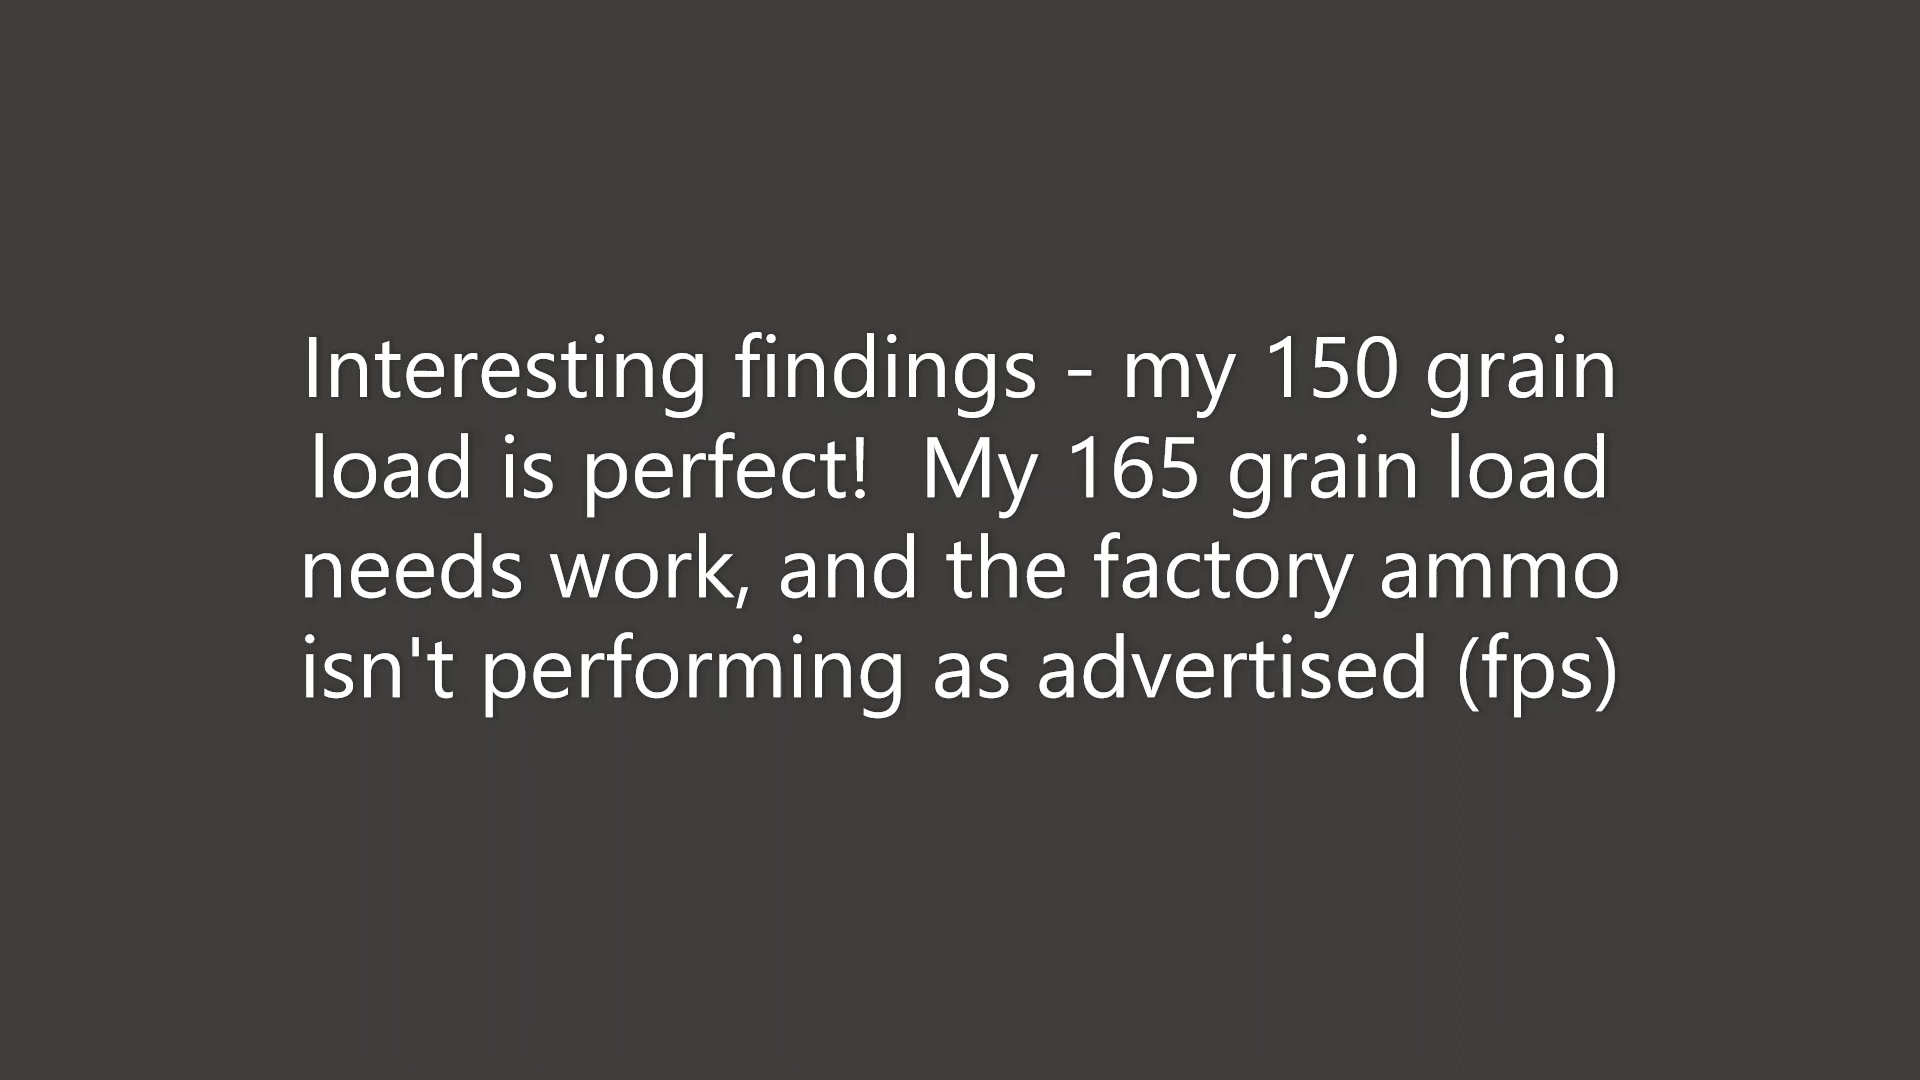 Interesting findings - my 150 grain
load is perfect!  My 165 grain load
needs work, and the factory ammo
isn't performing as advertised (fps)